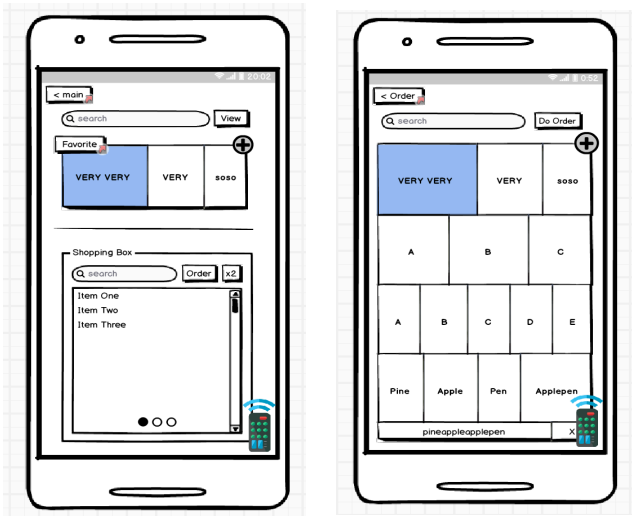 20:02
< main
search
View
Favorite
VERY VERY
VERY
soso
Shopping Box
search
Order
x2
Item One
Item Two
Item Three
0:52
< Order
search
Do Order
VERY VERY
VERY
soso
A
B
C
A
B
C
D
E
Pine
Apple
Pen
Applepen
pineappleapplepen
X